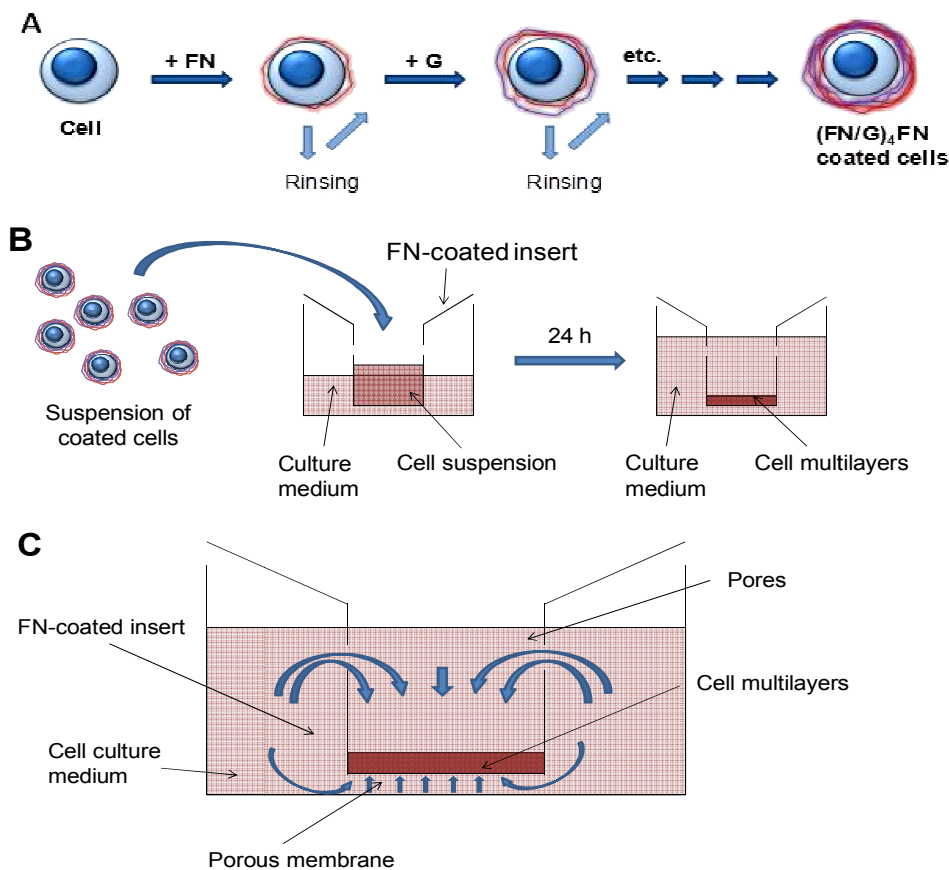 A
+ FN
+ G
etc.
Cell
Rinsing
Rinsing
(FN/G)4FN
coated cells
B
FN-coated insert
24 h
Suspension of
coated cells
Culture
medium
Cell suspension
Culture
medium
Cell multilayers
C
Pores
FN-coated insert
Cell multilayers
Cell culture
medium
Porous membrane